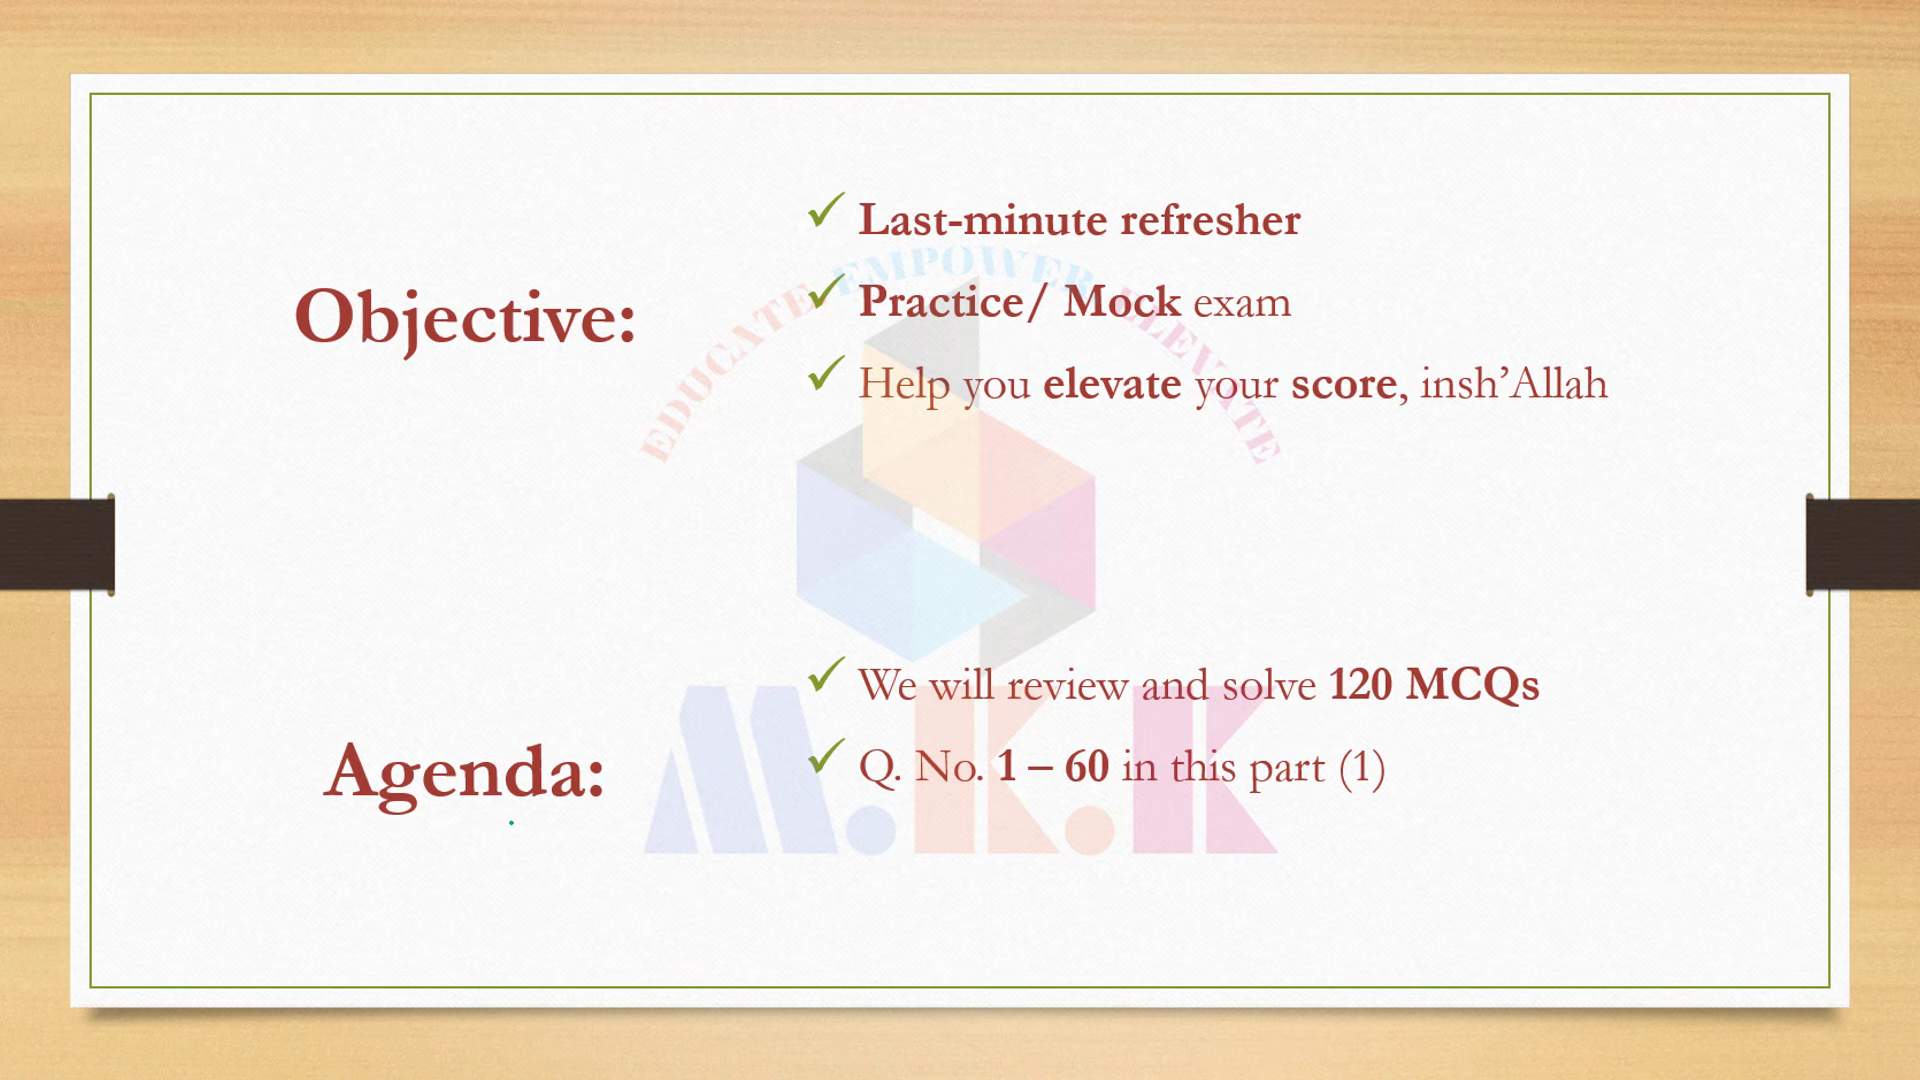 Objective:
✓ Last-minute refresher
✓ Practice/ Mock exam
✓ Help you elevate your score, insh’Allah
EDUCATE EMPOWER ELEVATE
Agenda:
✓ We will review and solve 120 MCQs
✓ Q. No. 1 – 60 in this part (1)
M.K.K